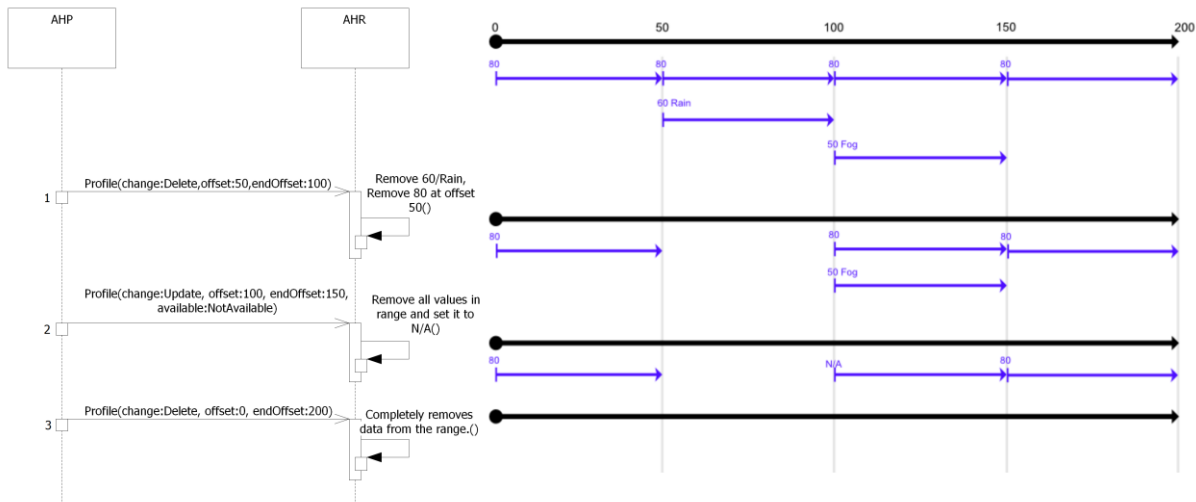 AHP
AHR
0 50 100 150 200
80 80 80 80
60 Rain
50 Fog
1
Profile(change:Delete,offset:50,endOffset:100)
Remove 60/Rain,
Remove 80 at offset
50()
80 80 80
50 Fog
2
Profile(change:Update, offset:100, endOffset:150,
available:NotAvailable)
Remove all values in
range and set it to
N/A()
80 N/A 80
3
Profile(change:Delete, offset:0, endOffset:200)
Completely removes
data from the range.()